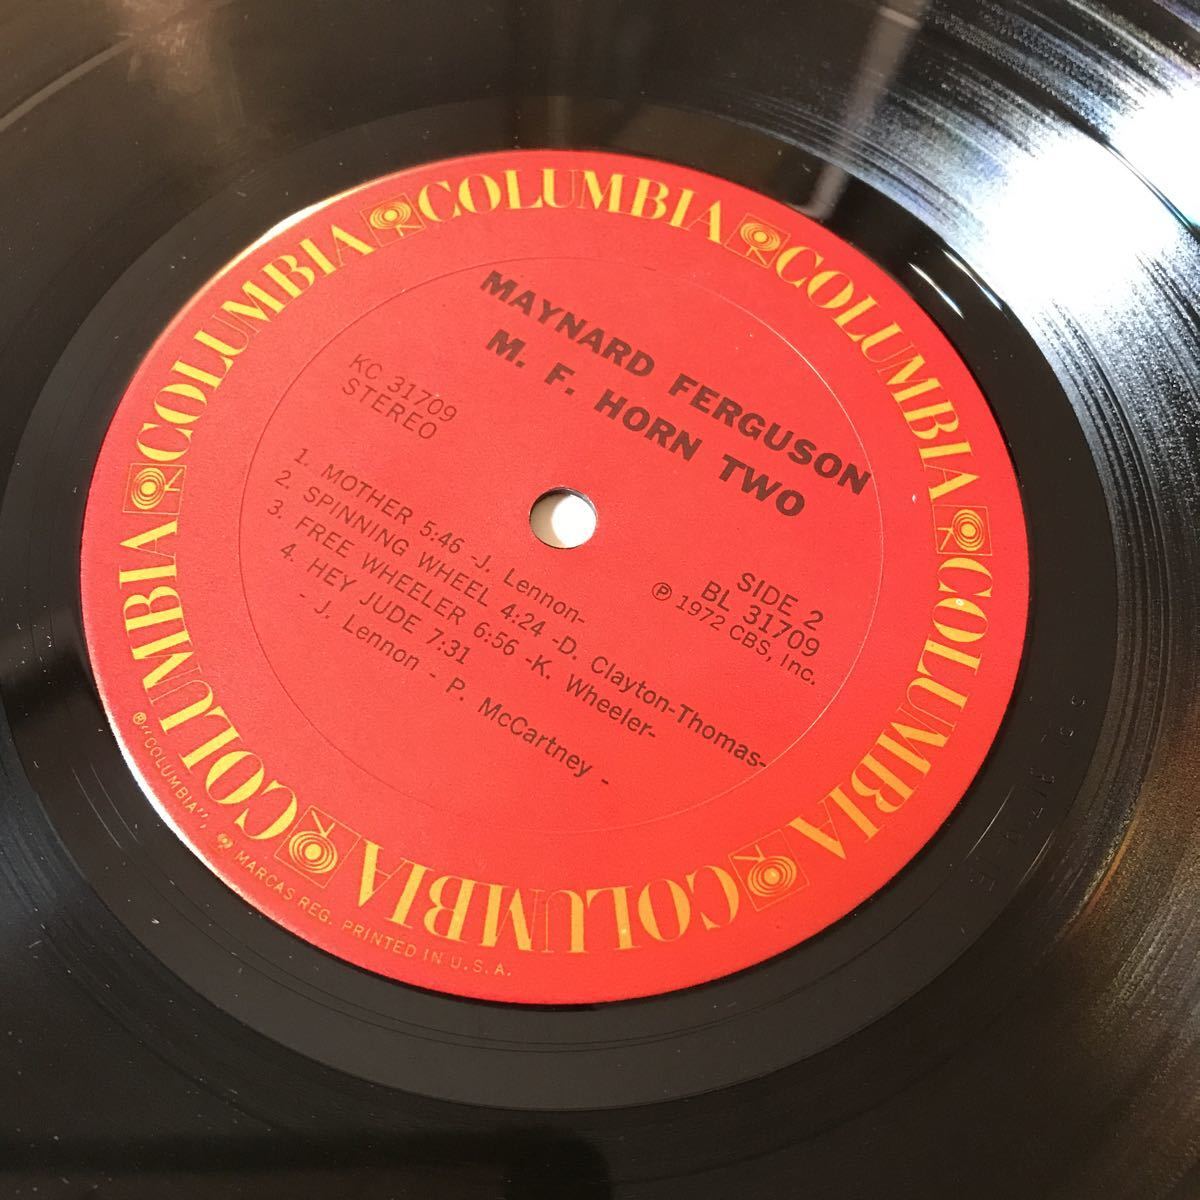 MAYNARD FERGUSON
M. F. HORN TWO
KC 31709
STEREO
SIDE 2
BL 31709
℗ 1972 CBS, Inc.
1. MOTHER 5:46 -J. Lennon-
2. SPINNING WHEEL 4:24 -D. Clayton-Thomas-
3. FREE WHEELER 6:56 -K. Wheeler-
4. HEY JUDE 7:31
- J. Lennon - P. McCartney -
COLUMBIA COLUMBIA COLUMBIA COLUMBIA COLUMBIA COLUMBIA COLUMBIA
®"COLUMBIA", MARCAS REG. PRINTED IN U.S.A.